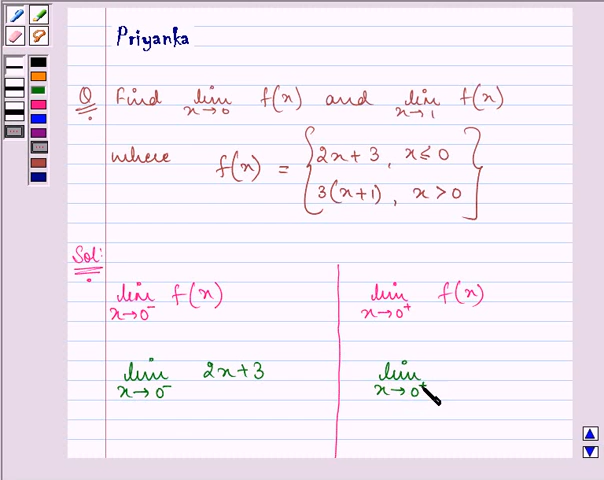 Priyanka
Q Find lim x→0 f(x) and lim x→1 f(x)
where f(x) = { 2x+3, x ≤ 0
3(x+1), x > 0 ]
Sol:
lim x→0⁻ f(x)
lim x→0⁻ 2x+3
lim x→0⁺ f(x)
lim x→0⁺